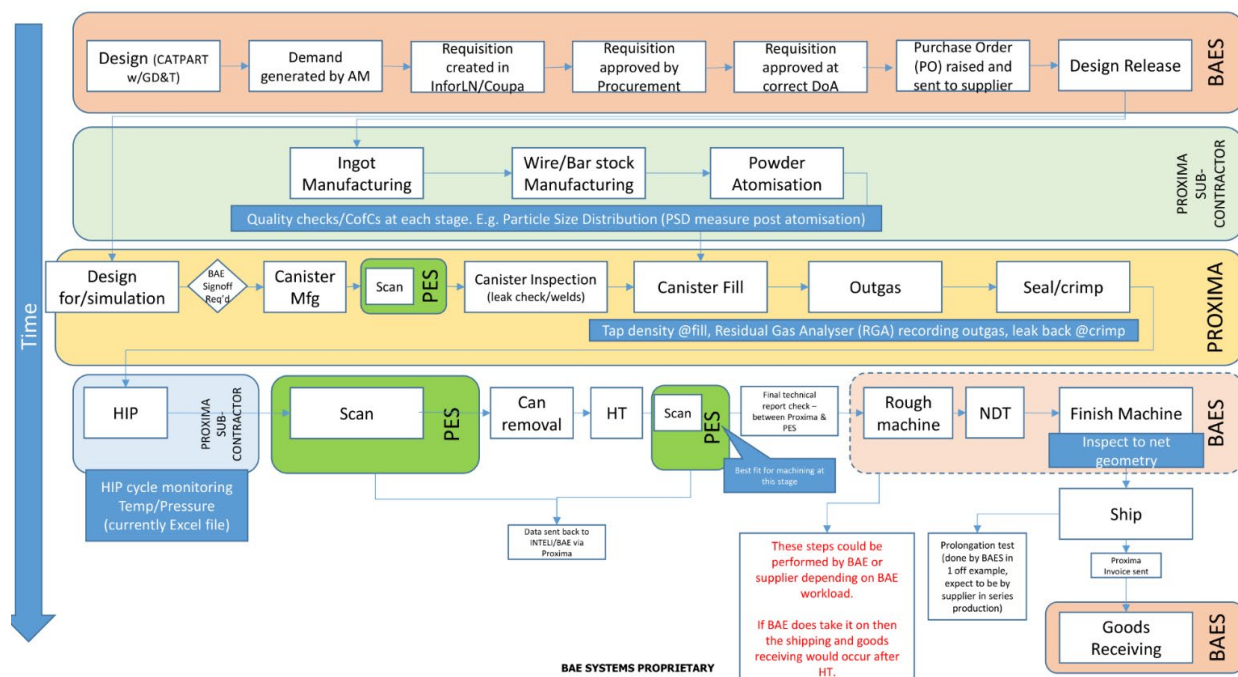 Time
Design (CATPART
w/GD&T)
Demand
generated by AM
Requisition
created in
InforLN/Coupa
Requisition
approved by
Procurement
Requisition
approved at
correct DoA
Purchase Order
(PO) raised and
sent to supplier
Design Release
BAES
Ingot
Manufacturing
Wire/Bar stock
Manufacturing
Powder
Atomisation
PROXIMA
SUB-
CONTRACTOR
Quality checks/CofCs at each stage. E.g. Particle Size Distribution (PSD measure post atomisation)
Design
for/simulation
BAE
Signoff
Req'd
Canister
Mfg
Scan
PES
Canister Inspection
(leak check/welds)
Canister Fill
Outgas
Seal/crimp
PROXIMA
Tap density @fill, Residual Gas Analyser (RGA) recording outgas, leak back @crimp
HIP
PROXIMA
SUB-
CONTRACTOR
Scan
PES
Can
removal
HT
Scan
PES
Final technical
report check –
between Proxima &
PES
Rough
machine
NDT
Finish Machine
BAES
Inspect to net
geometry
Best fit for machining at
this stage
HIP cycle monitoring
Temp/Pressure
(currently Excel file)
Data sent back to
INTELI/BAE via
Proxima
These steps could be
performed by BAE or
supplier depending on BAE
workload.
If BAE does take it on then
the shipping and goods
receiving would occur after
HT.
Prolongation test
(done by BAES in
1 off example,
expect to be by
supplier in series
production)
Ship
Proxima
Invoice sent
Goods
Receiving
BAES
BAE SYSTEMS PROPRIETARY